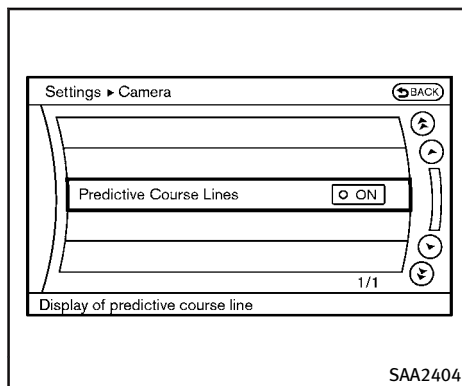 Settings ▸ Camera BACK
Predictive Course Lines ON
1/1
Display of predictive course line
SAA2404